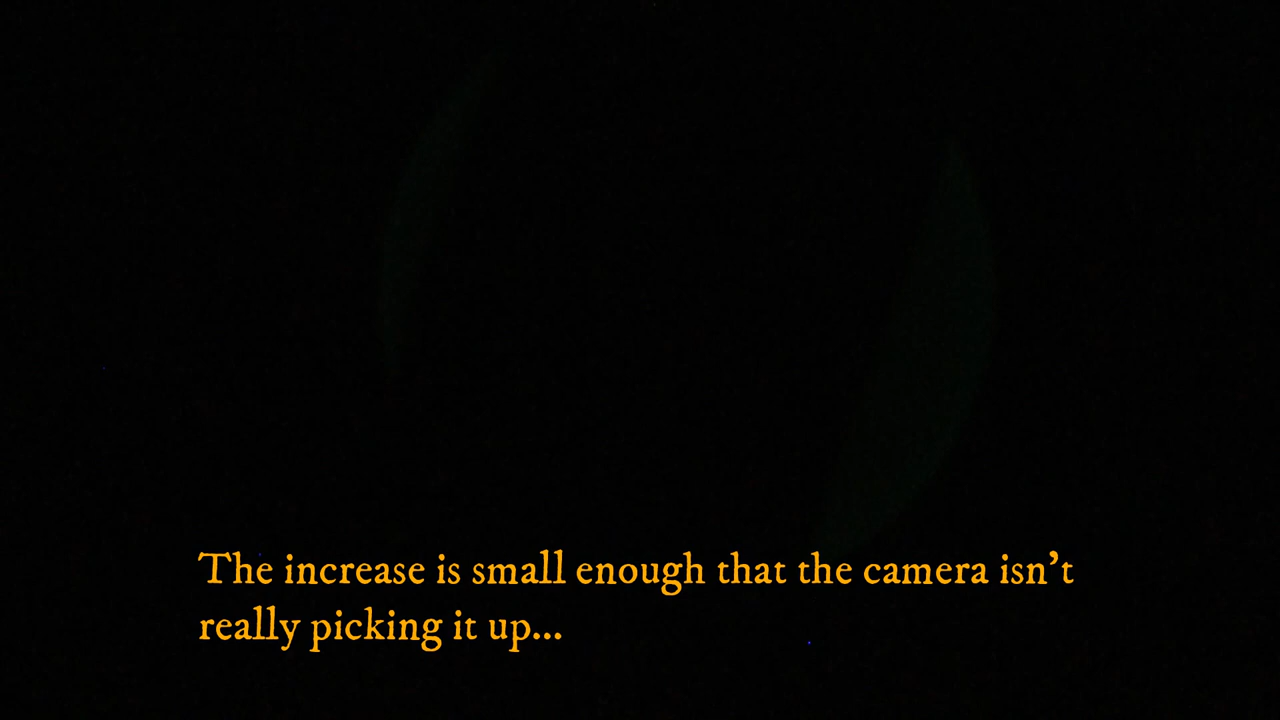 The increase is small enough that the camera isn't
really picking it up...